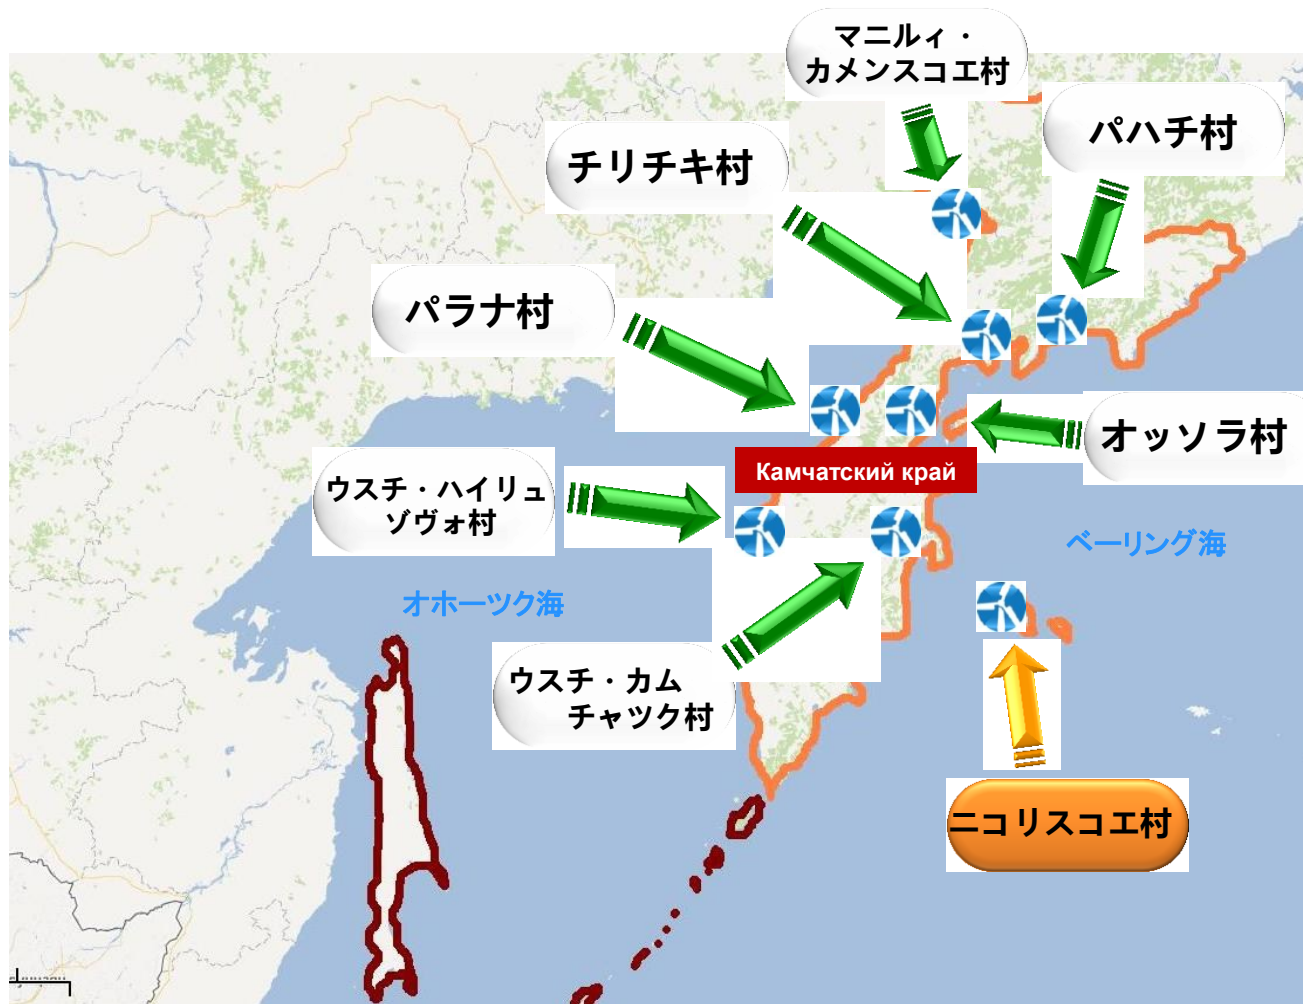 マニルィ・
カメンスコエ村
パハチ村
チリチキ村
パラナ村
オッソラ村
Камчатский край
ウスチ・ハイリュ
ゾヴォ村
ベーリング海
オホーツク海
ウスチ・カム
チャツク村
ニコリスコエ村